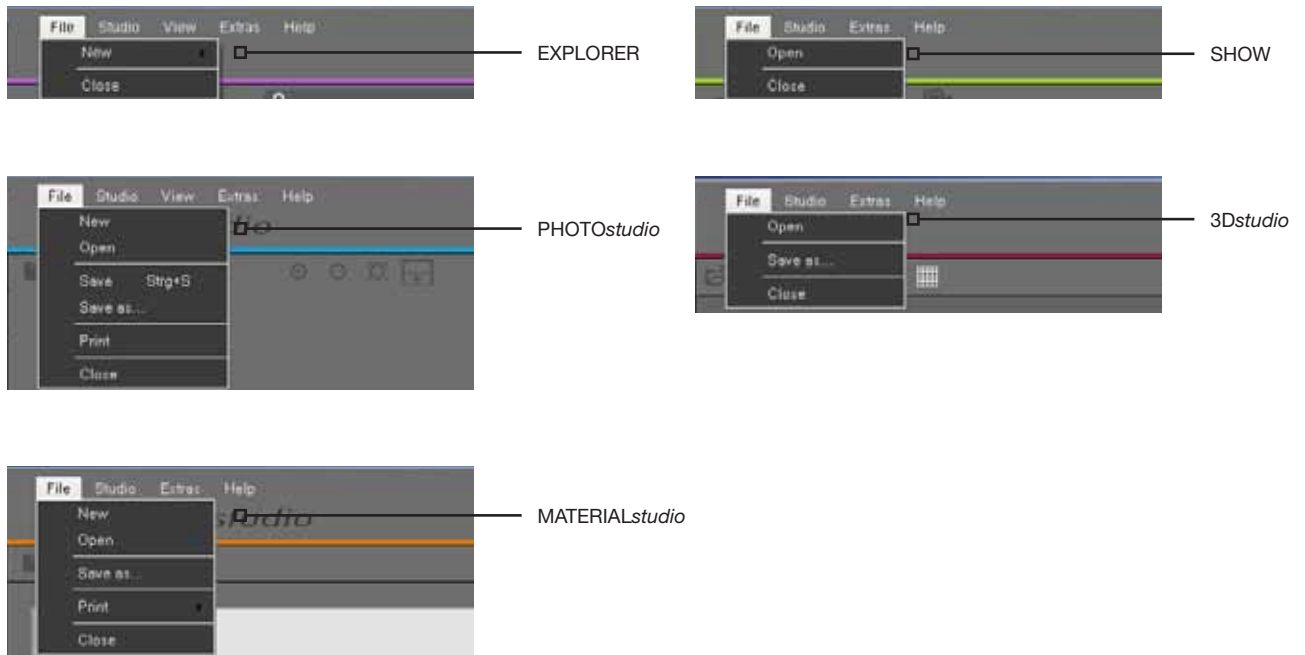 File Studio View Extras Help
New
Close
EXPLORER
File Studio Extras Help
Open
Close
SHOW
File Studio View Extras Help
New
Open
Save Strg+S
Save as...
Print
Close
PHOTOstudio
File Studio Extras Help
Open
Save as...
Close
3Dstudio
File Studio Extras Help
New
studio
Open
Save as...
Print
Close
MATERIALstudio